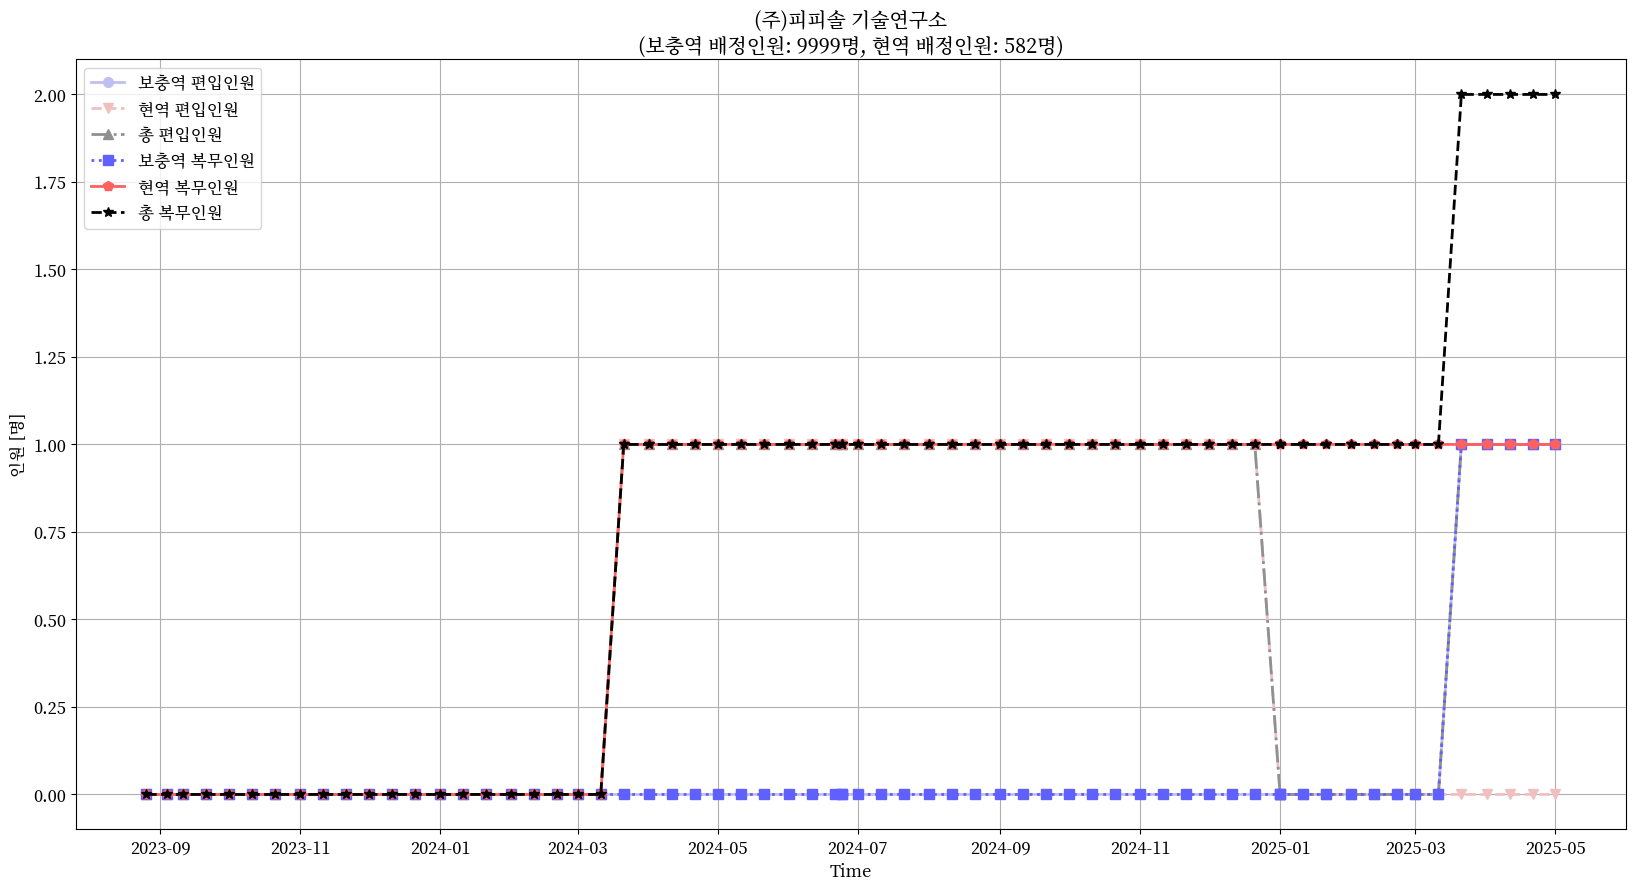 (주)피피솔 기술연구소
(보충역 배정인원: 9999명, 현역 배정인원: 582명)
보충역 편입인원
현역 편입인원
총 편입인원
보충역 복무인원
현역 복무인원
총 복무인원
인원 [명]
2.00
1.75
1.50
1.25
1.00
0.75
0.50
0.25
0.00
2023-09 2023-11 2024-01 2024-03 2024-05 2024-07 2024-09 2024-11 2025-01 2025-03 2025-05
Time